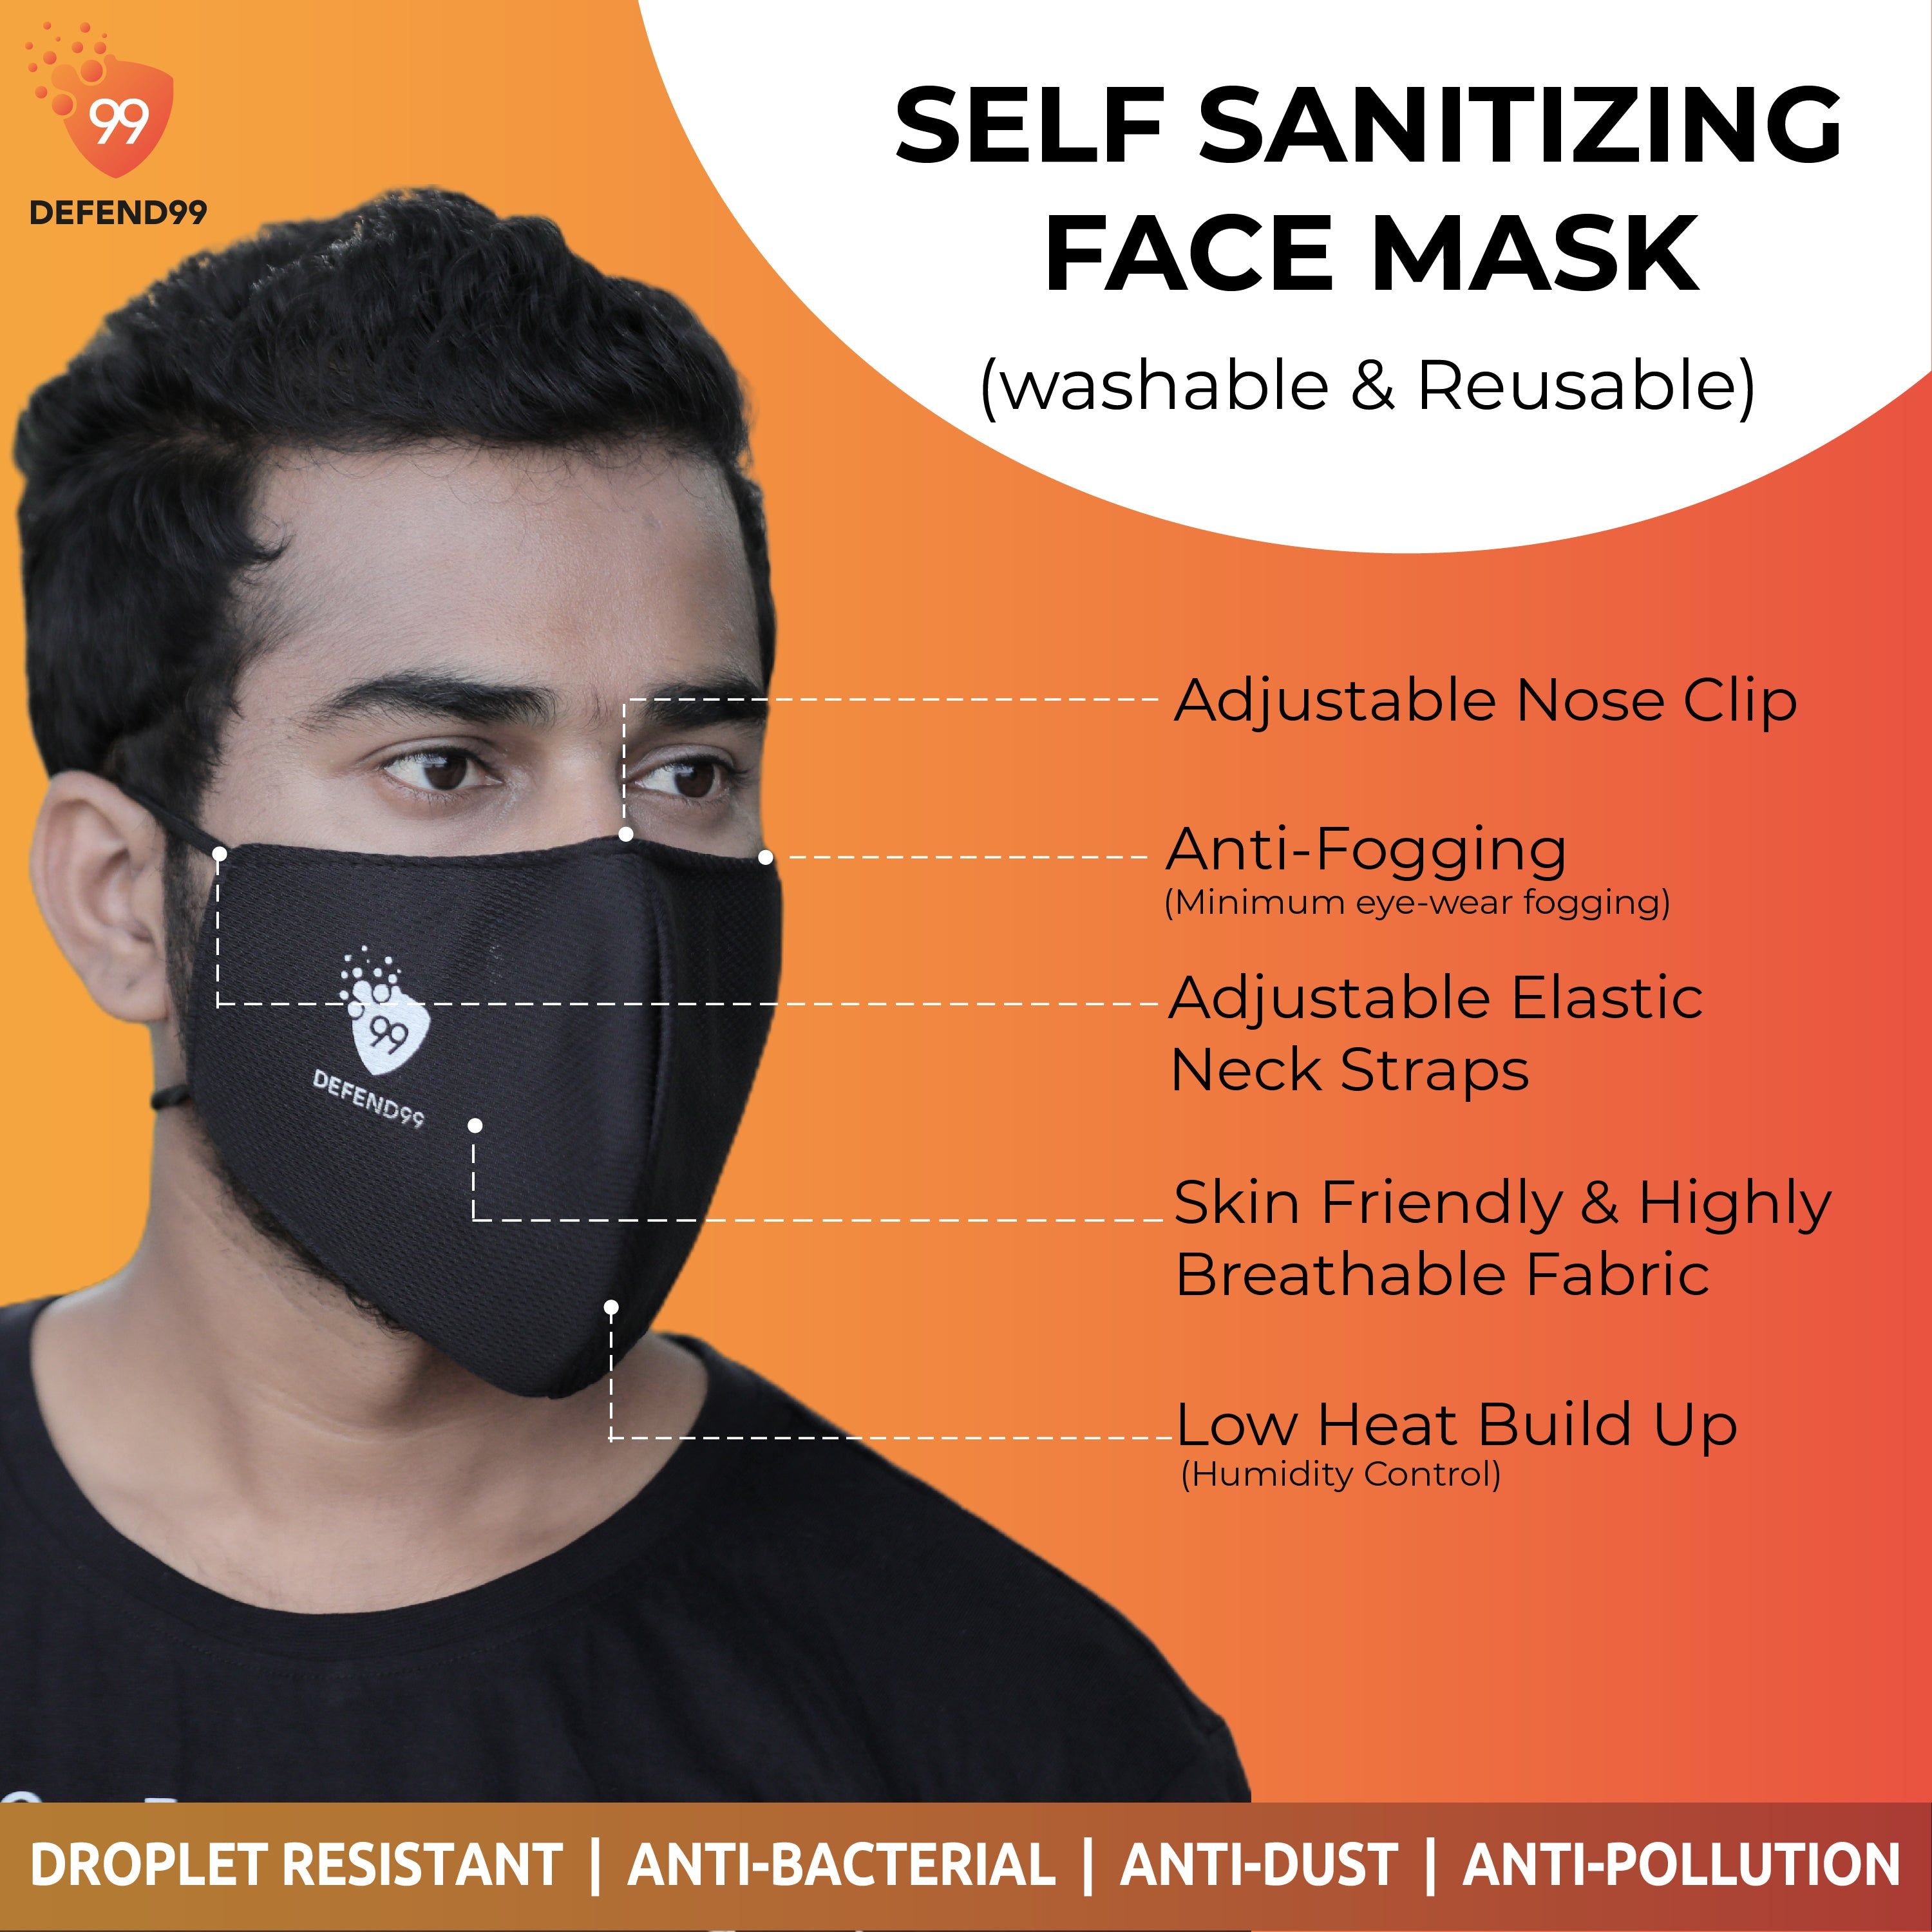 99
DEFEND99
SELF SANITIZING
FACE MASK
(washable & Reusable)
Adjustable Nose Clip
Anti-Fogging
(Minimum eye-wear fogging)
Adjustable Elastic
Neck Straps
99
DEFEND99
Skin Friendly & Highly
Breathable Fabric
Low Heat Build Up
(Humidity Control)
DROPLET RESISTANT | ANTI-BACTERIAL | ANTI-DUST | ANTI-POLLUTION